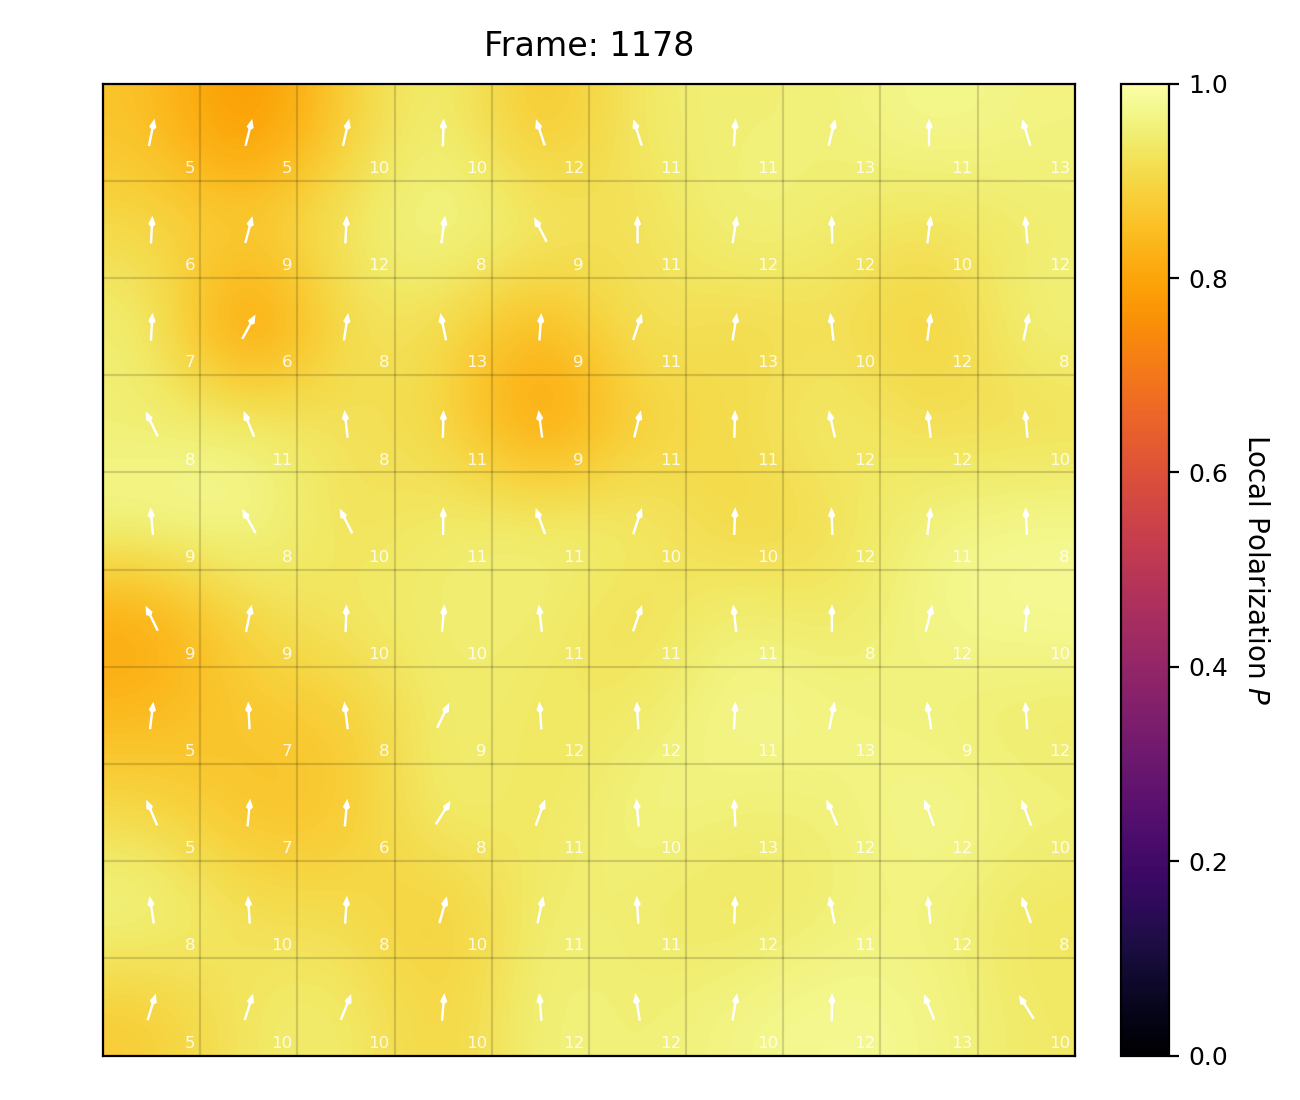 Frame: 1178
5 5 10 10 12 11 11 13 11 13
6 9 12 8 9 11 12 12 10 12
7 6 8 13 9 11 13 10 12 8
8 11 8 11 9 11 11 12 12 10
9 8 10 11 11 10 10 12 11 8
9 9 10 10 11 11 11 8 12 10
5 7 8 9 12 12 11 13 9 12
5 7 6 8 11 10 13 12 12 10
8 10 8 10 11 11 12 11 12 8
5 10 10 10 12 12 10 12 13 10
1.0
0.8
0.6
0.4
0.2
0.0
Local Polarization P